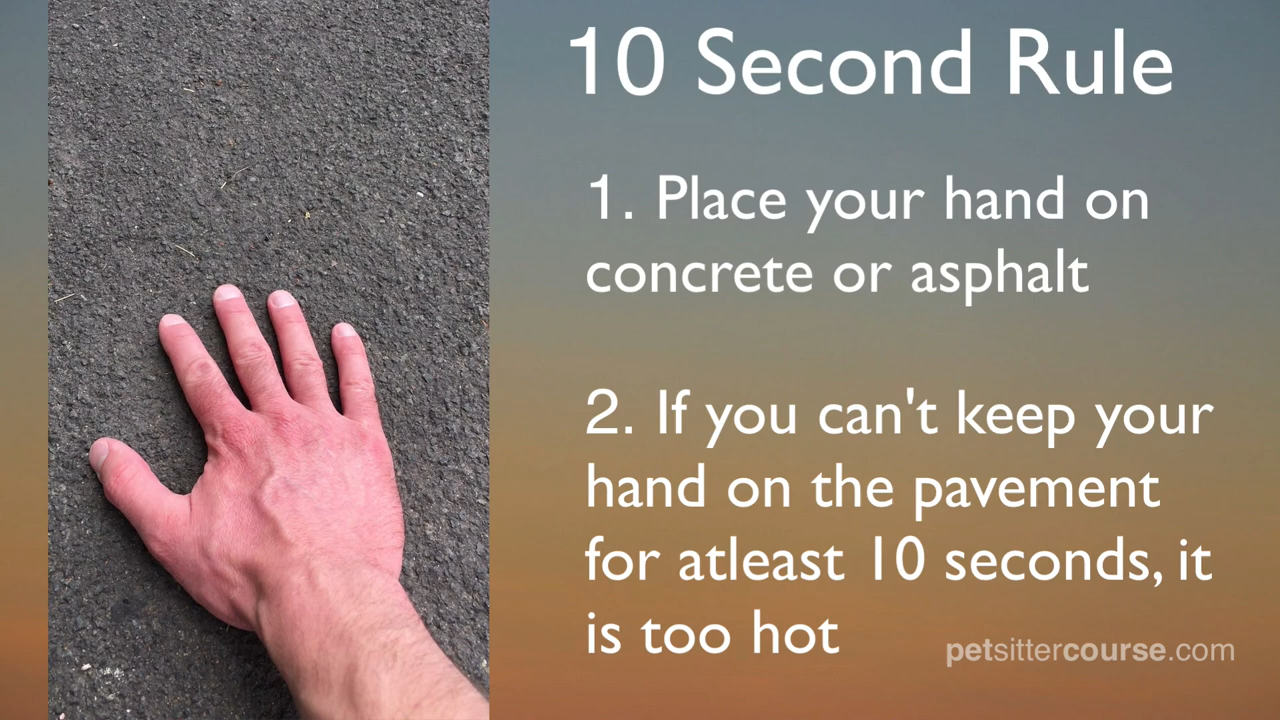 10 Second Rule
1. Place your hand on
concrete or asphalt
2. If you can't keep your
hand on the pavement
for atleast 10 seconds, it
is too hot
petsittercourse.com